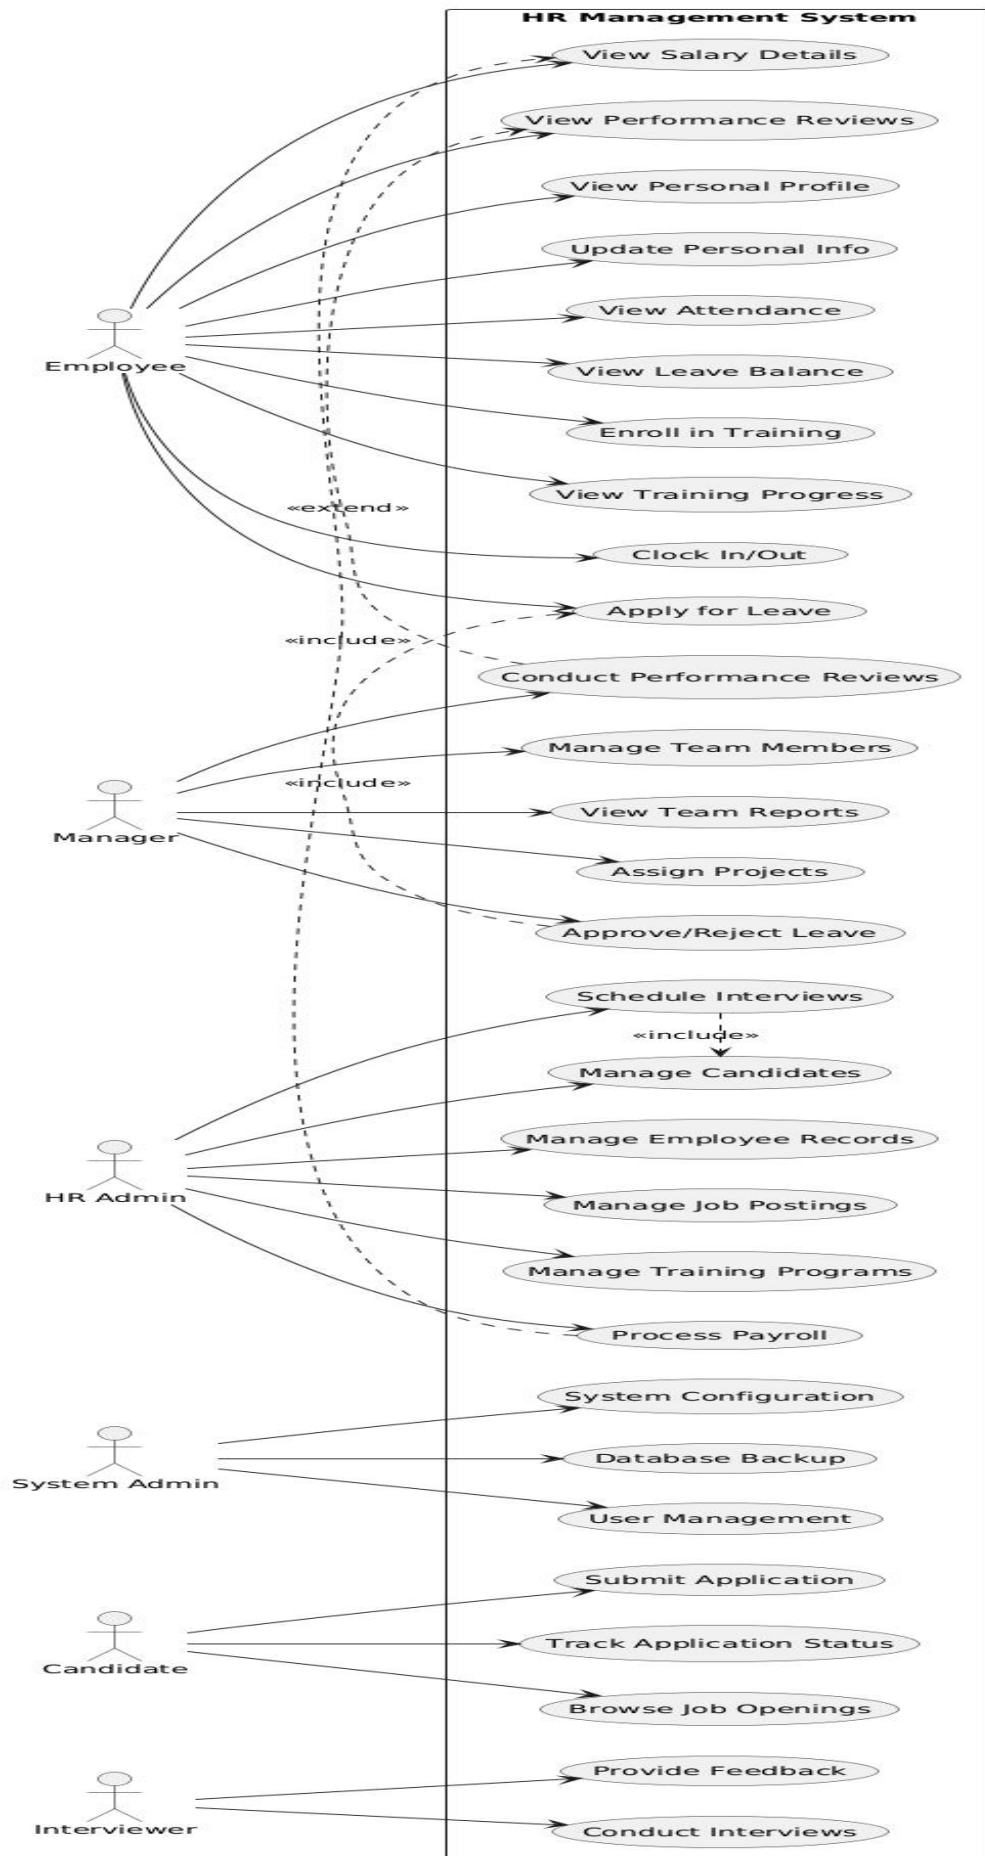 HR Management System
View Salary Details
View Performance Reviews
View Personal Profile
Update Personal Info
View Attendance
Employee
View Leave Balance
Enroll in Training
View Training Progress
«extend»
Clock In/Out
Apply for Leave
«include»
Conduct Performance Reviews
Manage Team Members
«include»
View Team Reports
Manager
Assign Projects
Approve/Reject Leave
Schedule Interviews
«include»
Manage Candidates
Manage Employee Records
HR Admin
Manage Job Postings
Manage Training Programs
Process Payroll
System Configuration
Database Backup
System Admin
User Management
Submit Application
Track Application Status
Candidate
Browse Job Openings
Provide Feedback
Interviewer
Conduct Interviews